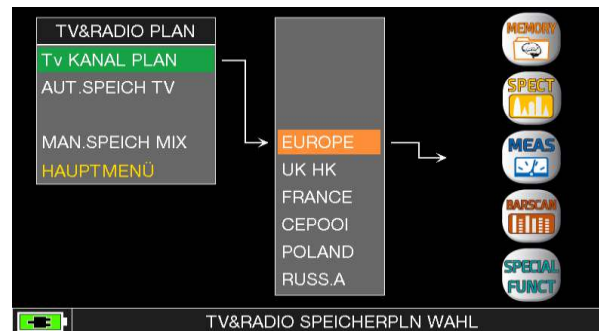 TV&RADIO PLAN
Tv KANAL PLAN
AUT.SPEICH TV
MAN.SPEICH MIX
HAUPTMENÜ
EUROPE
UK HK
FRANCE
CEPOOI
POLAND
RUSS.A
MEMORY
SPECT
MEAS
BARSCAN
SPECIAL
FUNCT
TV&RADIO SPEICHERPLN WAHL